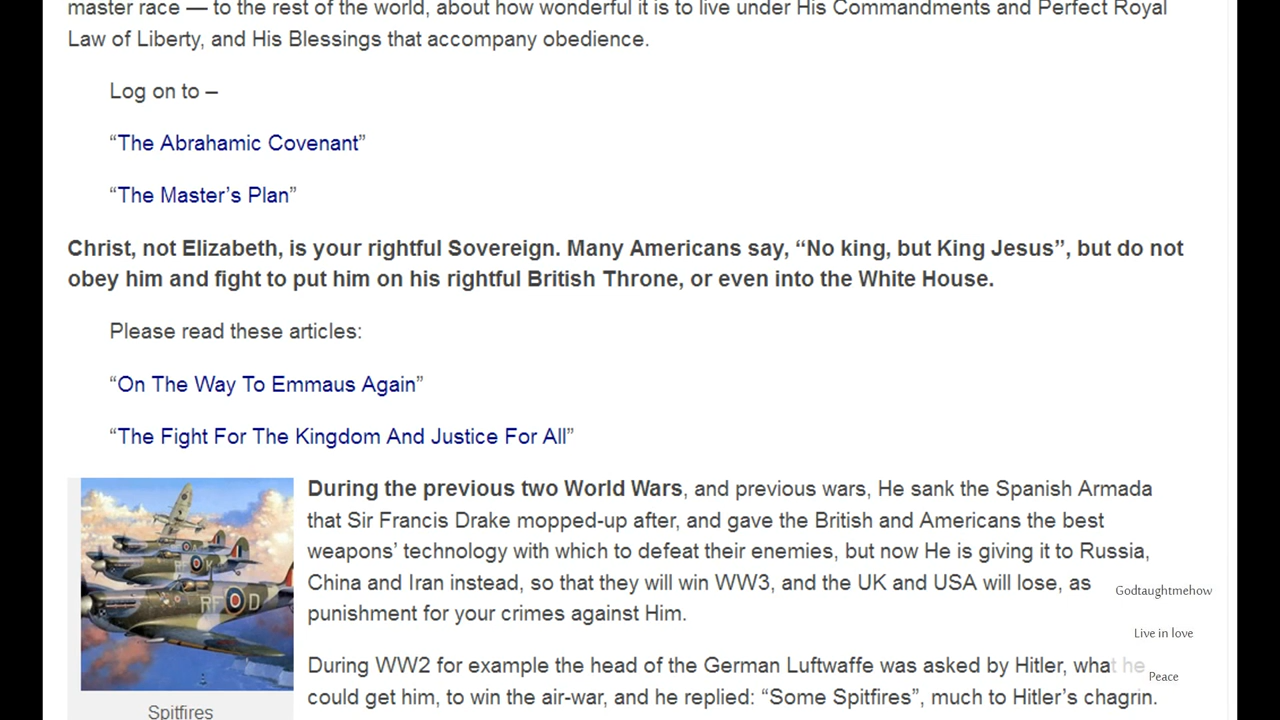 master race — to the rest of the world, about how wonderful it is to live under His Commandments and Perfect Royal
Law of Liberty, and His Blessings that accompany obedience.
Log on to –
“The Abrahamic Covenant”
“The Master’s Plan”
Christ, not Elizabeth, is your rightful Sovereign. Many Americans say, “No king, but King Jesus”, but do not
obey him and fight to put him on his rightful British Throne, or even into the White House.
Please read these articles:
“On The Way To Emmaus Again”
“The Fight For The Kingdom And Justice For All”
During the previous two World Wars, and previous wars, He sank the Spanish Armada
that Sir Francis Drake mopped-up after, and gave the British and Americans the best
weapons’ technology with which to defeat their enemies, but now He is giving it to Russia,
China and Iran instead, so that they will win WW3, and the UK and USA will lose, as
punishment for your crimes against Him.
During WW2 for example the head of the German Luftwaffe was asked by Hitler, what he
could get him, to win the air-war, and he replied: “Some Spitfires”, much to Hitler’s chagrin.
RF D
Spitfires
Godtaughtmehow
Live in love
Peace